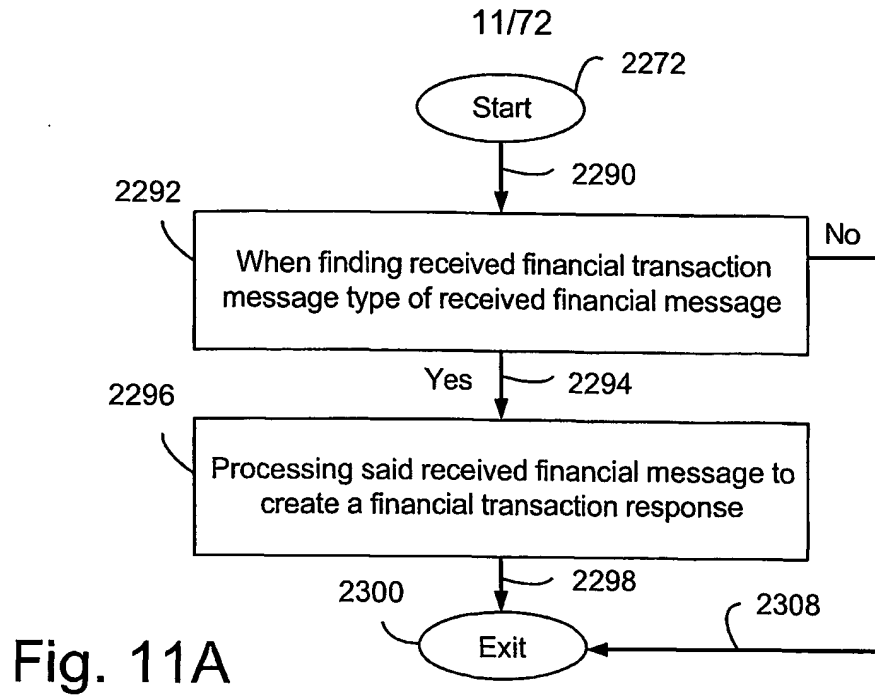 11/72
2272
Start
2290
2292
No
When finding received financial transaction
message type of received financial message
Yes
2294
2296
Processing said received financial message to
create a financial transaction response
2298
2300
2308
Exit
Fig. 11A